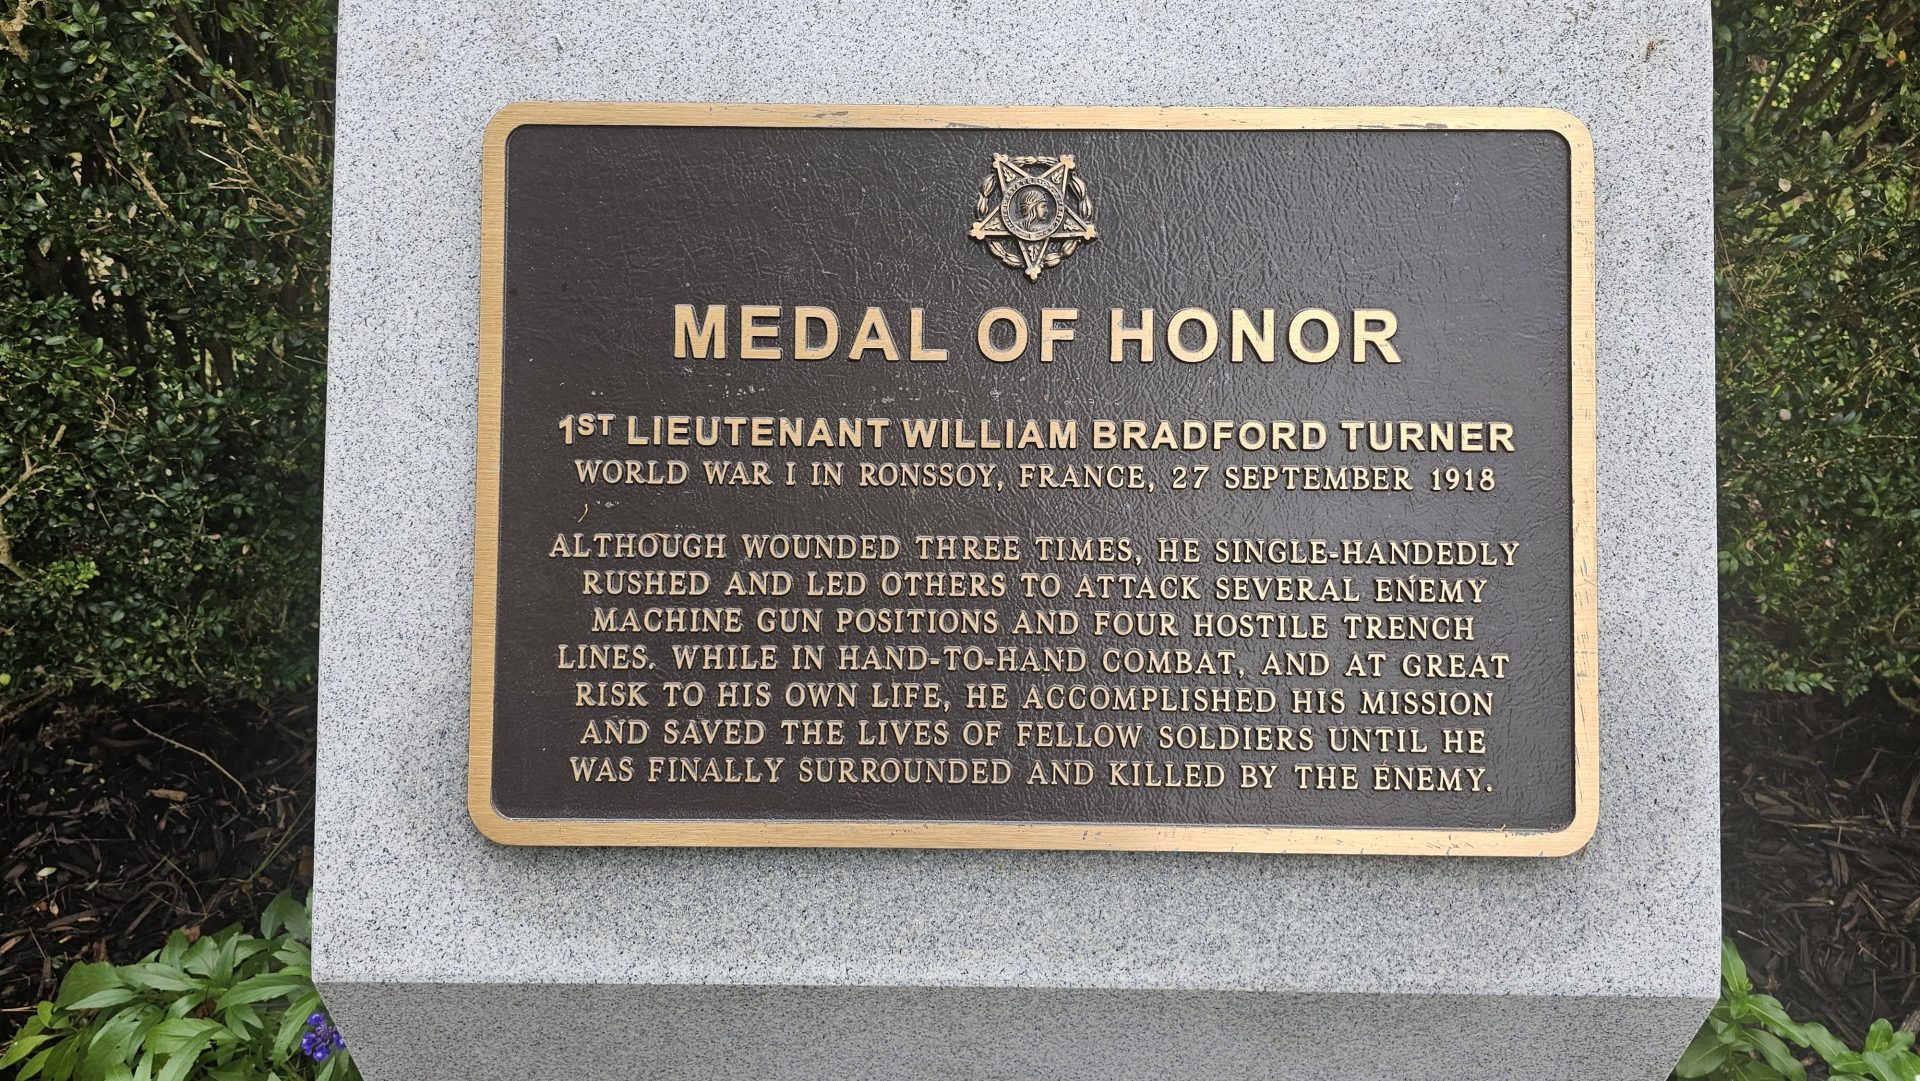 MEDAL OF HONOR
1ST LIEUTENANT WILLIAM BRADFORD TURNER
WORLD WAR I IN RONSSOY, FRANCE, 27 SEPTEMBER 1918
ALTHOUGH WOUNDED THREE TIMES, HE SINGLE-HANDEDLY
RUSHED AND LED OTHERS TO ATTACK SEVERAL ENEMY
MACHINE GUN POSITIONS AND FOUR HOSTILE TRENCH
LINES. WHILE IN HAND-TO-HAND COMBAT, AND AT GREAT
RISK TO HIS OWN LIFE, HE ACCOMPLISHED HIS MISSION
AND SAVED THE LIVES OF FELLOW SOLDIERS UNTIL HE
WAS FINALLY SURROUNDED AND KILLED BY THE ENEMY.